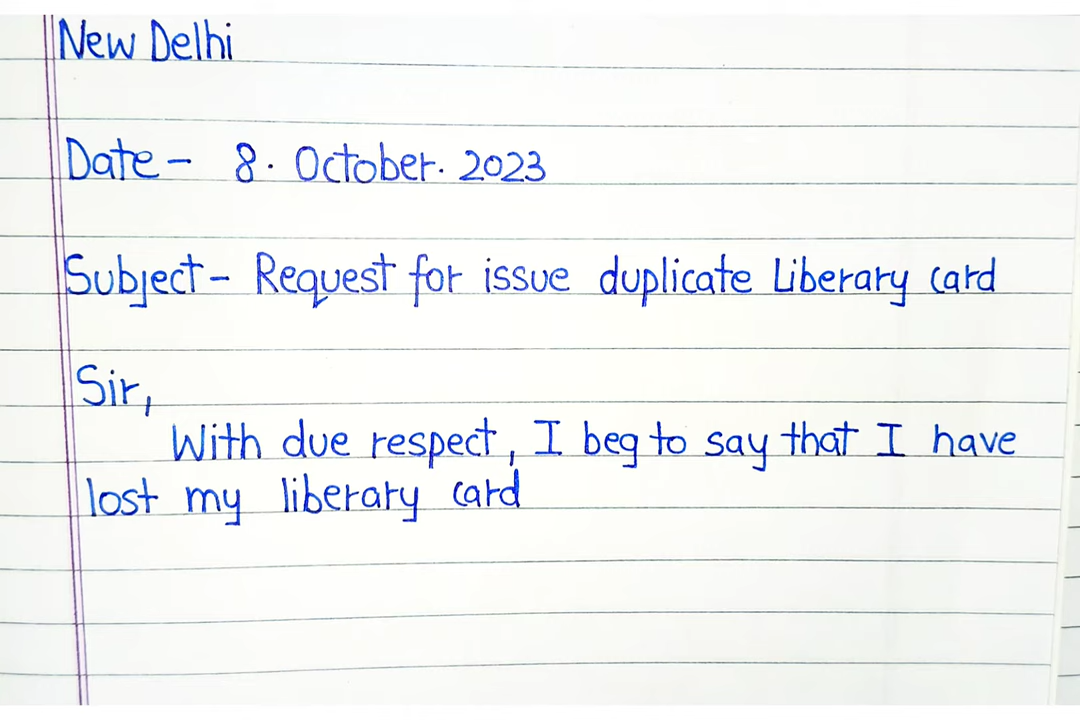 New Delhi
Date - 8. October. 2023
Subject - Request for issue duplicate Liberary card
Sir,
With due respect, I beg to say that I have
lost my liberary card